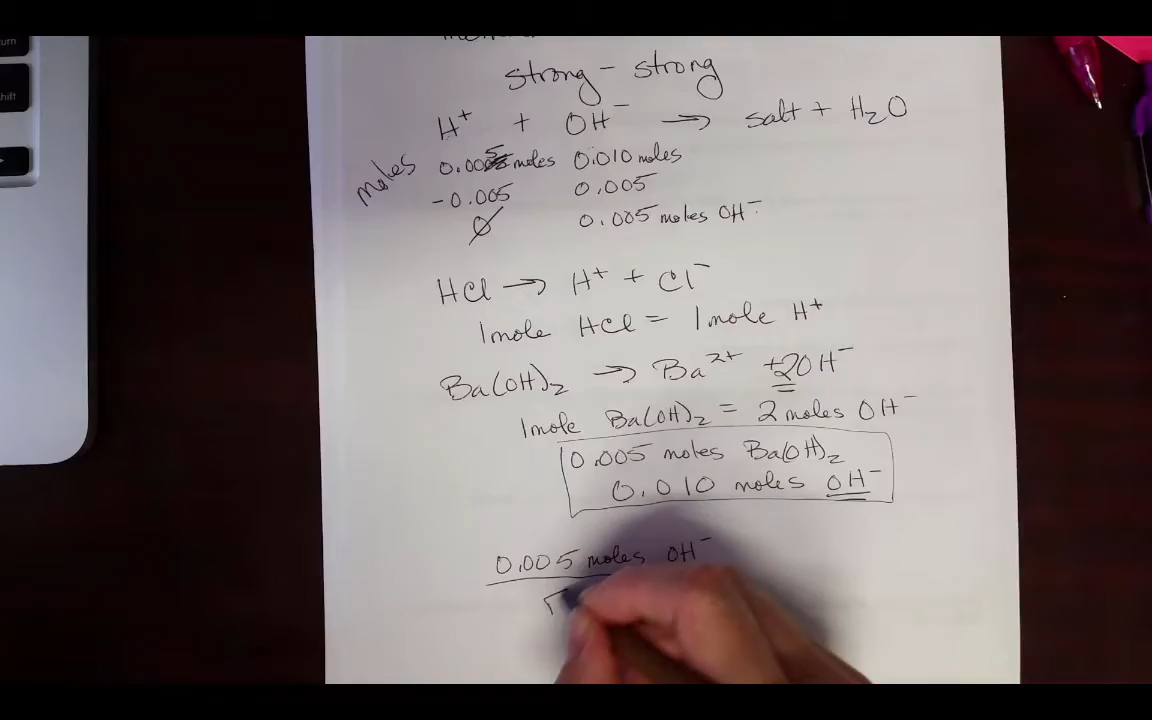 strong - strong
H⁺ + OH⁻ → salt + H₂O
moles 0.005 moles 0.010 moles
-0.005 0.005
∅ 0.005 moles OH⁻
HCl → H⁺ + Cl⁻
1 mole HCl = 1 mole H⁺
Ba(OH)₂ → Ba²⁺ + 2OH⁻
1 mole Ba(OH)₂ = 2 moles OH⁻
0.005 moles Ba(OH)₂
0.010 moles OH⁻
0.005 moles OH⁻